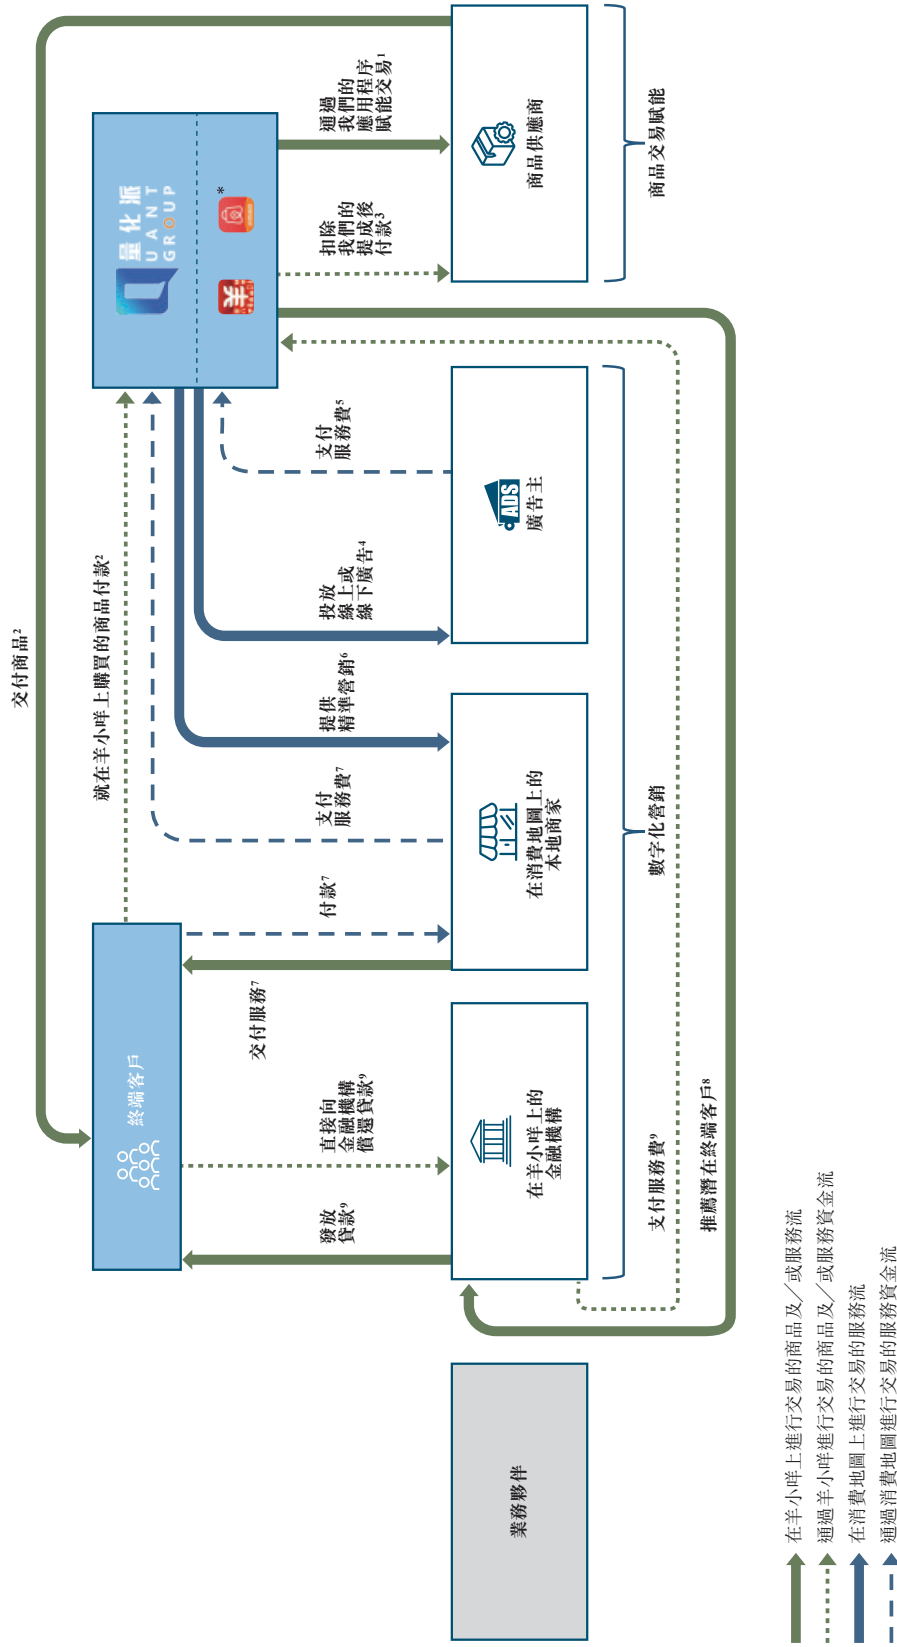 交付商品2
就在羊小咩上購買的商品付款2
終端客戶
量化派
UANT
GROUP
*
通過
我們的
應用程序
賦能交易1
扣除
我們的
提成後
付款3
支付
服務費5
投放
線上或
線下廣告4
提供
精準營銷6
支付
服務費7
付款7
交付服務7
直接向
金融機構
償還貸款9
發放
貸款9
業務夥伴
在羊小咩上的
金融機構
在消費地圖上的
本地商家
ADS
廣告主
商品供應商
數字化營銷
商品交易賦能
支付服務費9
推薦潛在終端客戶8
在羊小咩上進行交易的商品及/或服務流
通過羊小咩進行交易的商品及/或服務資金流
在消費地圖上進行交易的服務流
通過消費地圖進行交易的服務資金流